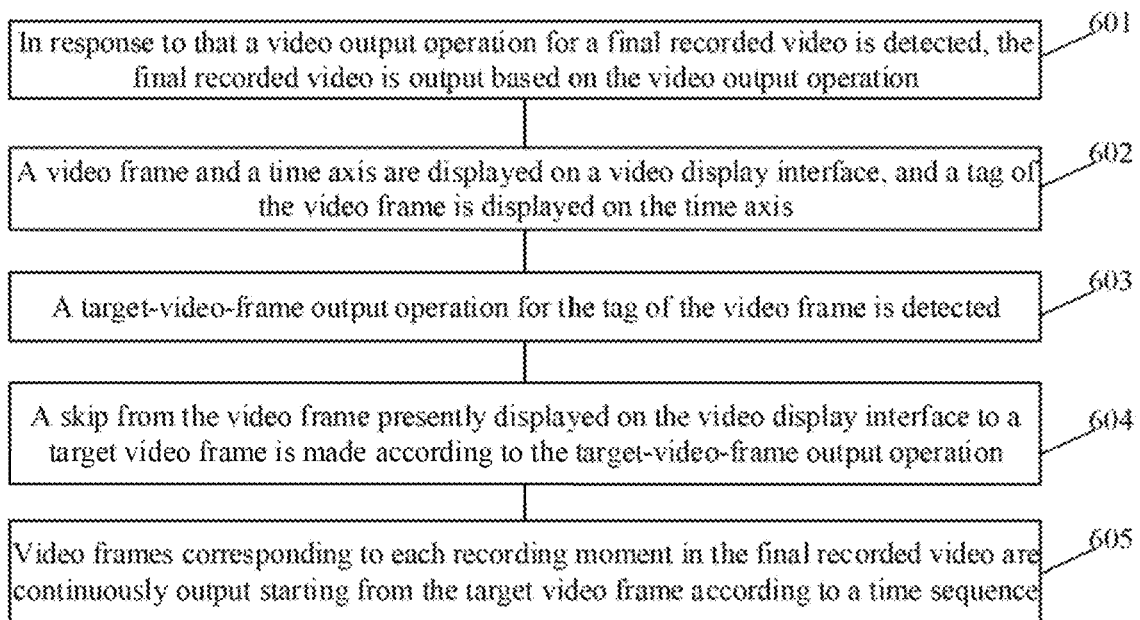 601
In response to that a video output operation for a final recorded video is detected, the
final recorded video is output based on the video output operation
602
A video frame and a time axis are displayed on a video display interface, and a tag of
the video frame is displayed on the time axis
603
A target-video-frame output operation for the tag of the video frame is detected
604
A skip from the video frame presently displayed on the video display interface to a
target video frame is made according to the target-video-frame output operation
605
Video frames corresponding to each recording moment in the final recorded video are
continuously output starting from the target video frame according to a time sequence